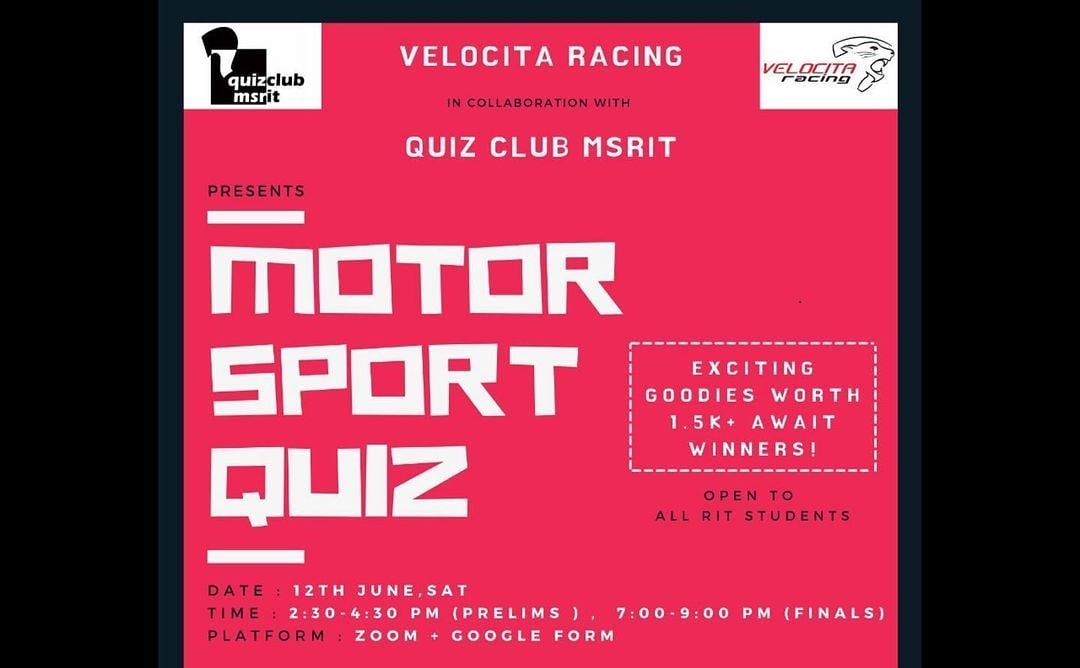 quizclub
msrit
VELOCITA RACING
VELOCITA
racing
IN COLLABORATION WITH
QUIZ CLUB MSRIT
PRESENTS
MOTOR
SPORT
QUIZ
EXCITING
GOODIES WORTH
1.5K+ AWAIT
WINNERS!
OPEN TO
ALL RIT STUDENTS
DATE : 12TH JUNE,SAT
TIME : 2:30-4:30 PM (PRELIMS ) , 7:00-9:00 PM (FINALS)
PLATFORM : ZOOM + GOOGLE FORM